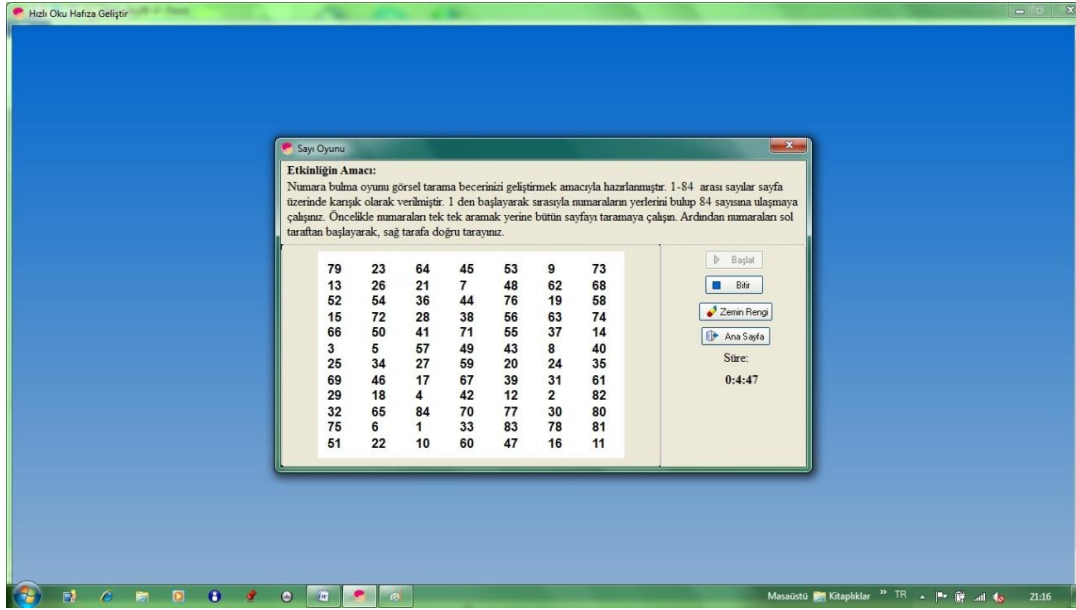 Hızlı Oku Hafıza Geliştir
Sayı Oyunu
Etkinliğin Amacı:
Numara bulma oyunu görsel tarama becerinizi geliştirmek amacıyla hazırlanmıştır. 1-84 arası sayılar sayfa
üzerinde karışık olarak verilmiştir. 1 den başlayarak sırasıyla numaraların yerlerini bulup 84 sayısına ulaşmaya
çalışınız. Öncelikle numaraları tek tek aramak yerine bütün sayfayı taramaya çalışın. Ardından numaraları sol
taraftan başlayarak, sağ tarafa doğru tarayınız.
79 23 64 45 53 9 73
13 26 21 7 48 62 68
52 54 36 44 76 19 58
15 72 28 38 56 63 74
66 50 41 71 55 37 14
3 5 57 49 43 8 40
25 34 27 59 20 24 35
69 46 17 67 39 31 61
29 18 4 42 12 2 82
32 65 84 70 77 30 80
75 6 1 33 83 78 81
51 22 10 60 47 16 11
Başlat
Bitir
Zemin Rengi
Ana Sayfa
Süre:
0:4:47
Masaüstü Kitaplıklar » TR 21:16